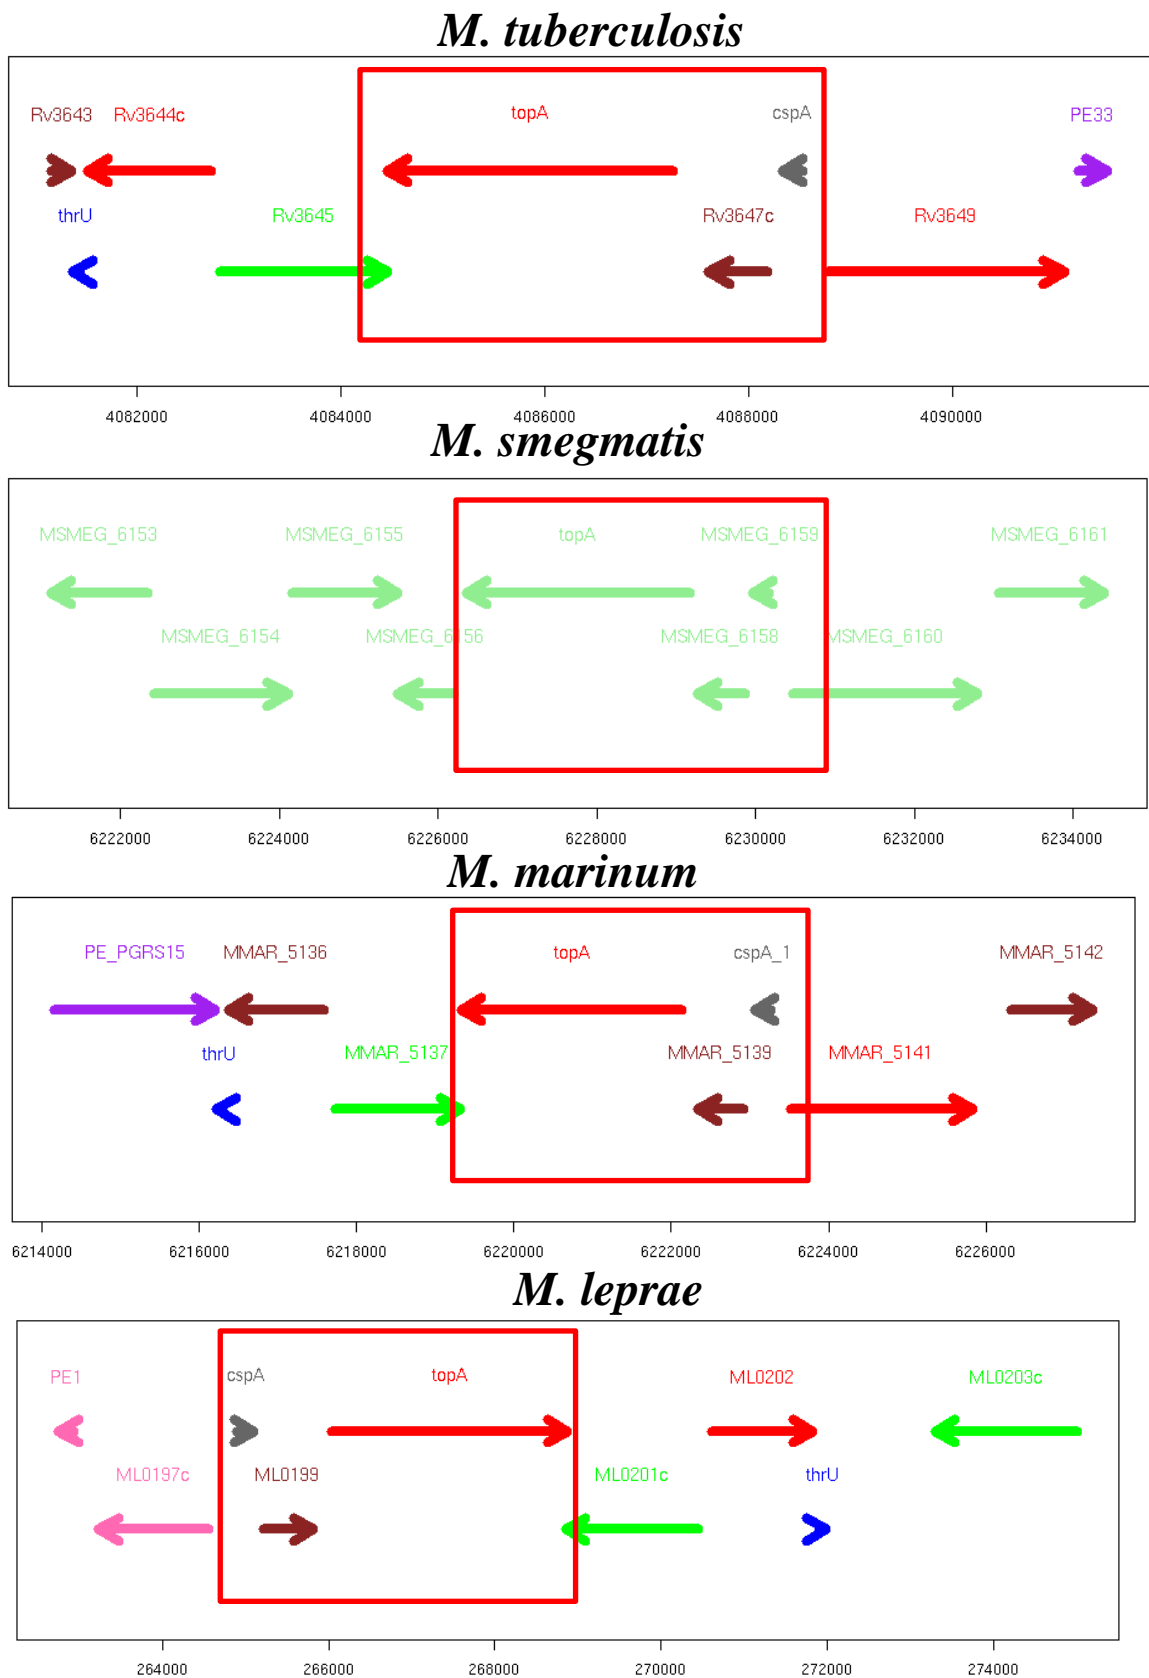 M. tuberculosis
Rv3643 Rv3644c topA cspA PE33
thrU Rv3645 Rv3647c Rv3649
4082000 4084000 4086000 4088000 4090000
M. smegmatis
MSMEG_6153 MSMEG_6155 topA MSMEG_6159 MSMEG_6161
MSMEG_6154 MSMEG_6156 MSMEG_6158 MSMEG_6160
6222000 6224000 6226000 6228000 6230000 6232000 6234000
M. marinum
PE_PGRS15 MMAR_5136 topA cspA_1 MMAR_5142
thrU MMAR_5137 MMAR_5139 MMAR_5141
6214000 6216000 6218000 6220000 6222000 6224000 6226000
M. leprae
PE1 cspA topA ML0202 ML0203c
ML0197c ML0199 ML0201c thrU
264000 266000 268000 270000 272000 274000